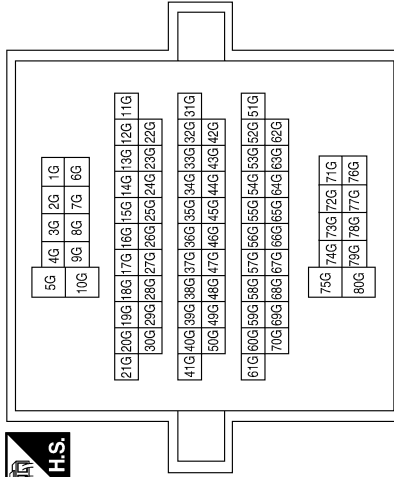 5G 4G 3G 2G 1G
10G 9G 8G 7G 6G
21G 20G 19G 18G 17G 16G 15G 14G 13G 12G 11G
30G 29G 28G 27G 26G 25G 24G 23G 22G
41G 40G 39G 38G 37G 36G 35G 34G 33G 32G 31G
50G 49G 48G 47G 46G 45G 44G 43G 42G
61G 60G 59G 58G 57G 56G 55G 54G 53G 52G 51G
70G 69G 68G 67G 66G 65G 64G 63G 62G
75G 74G 73G 72G 71G
80G 79G 78G 77G 76G
H.S.